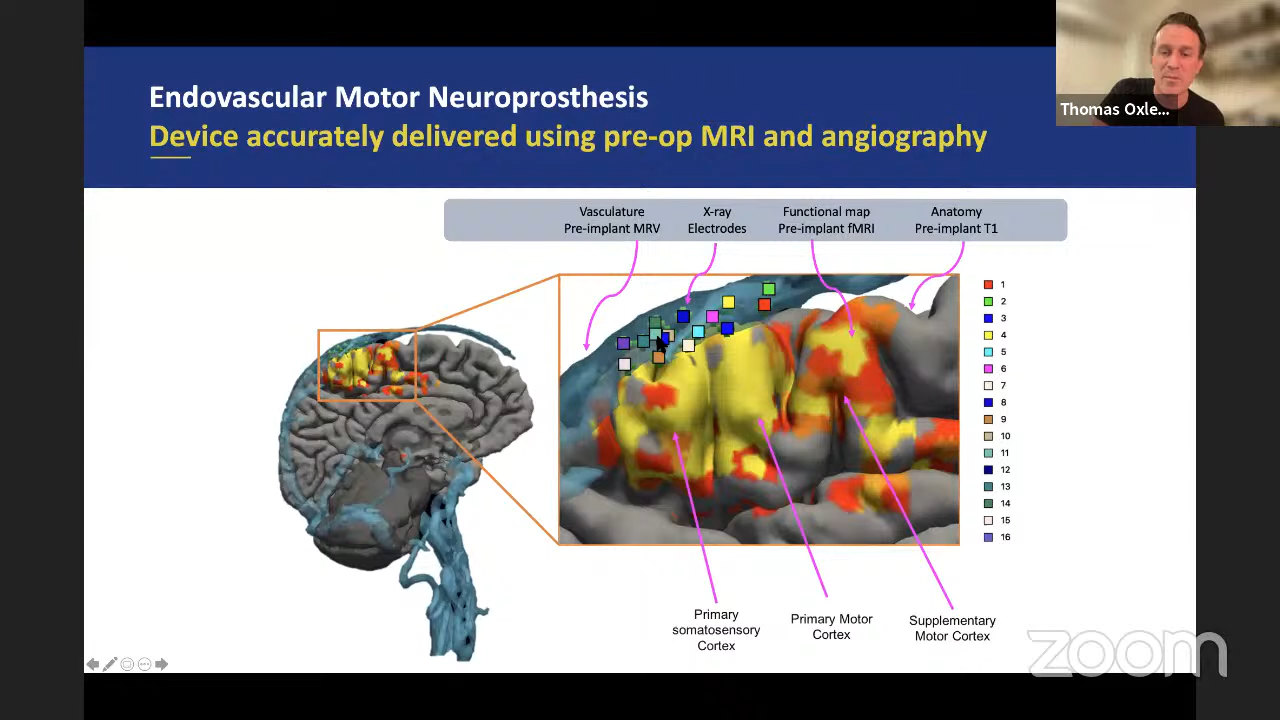 Endovascular Motor Neuroprosthesis
Device accurately delivered using pre-op MRI and angiography
Thomas Oxle...
Vasculature
Pre-implant MRV
X-ray
Electrodes
Functional map
Pre-implant fMRI
Anatomy
Pre-implant T1
1
2
3
4
5
6
7
8
9
10
11
12
13
14
15
16
Primary
somatosensory
Cortex
Primary Motor
Cortex
Supplementary
Motor Cortex
zoom